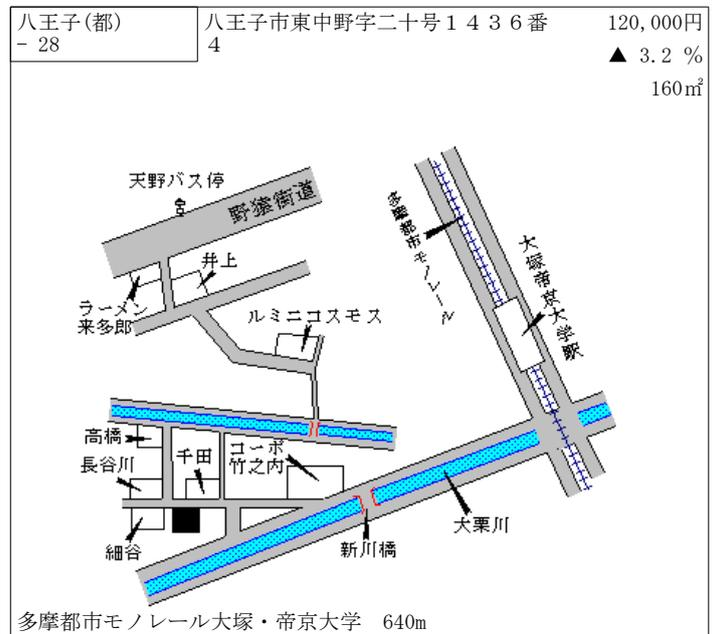 八王子(都)
- 28
八王子市東中野字二十号１４３６番
4
120,000円
▲ 3.2 %
160㎡
天野バス停
野猿街道
井上
ラーメン
来多郎
ルミニコスモス
多摩都市モノレール
大塚帝京大学駅
高橋
長谷川
千田
コーポ
竹之内
細谷
新川橋
大栗川
多摩都市モノレール大塚・帝京大学　640m